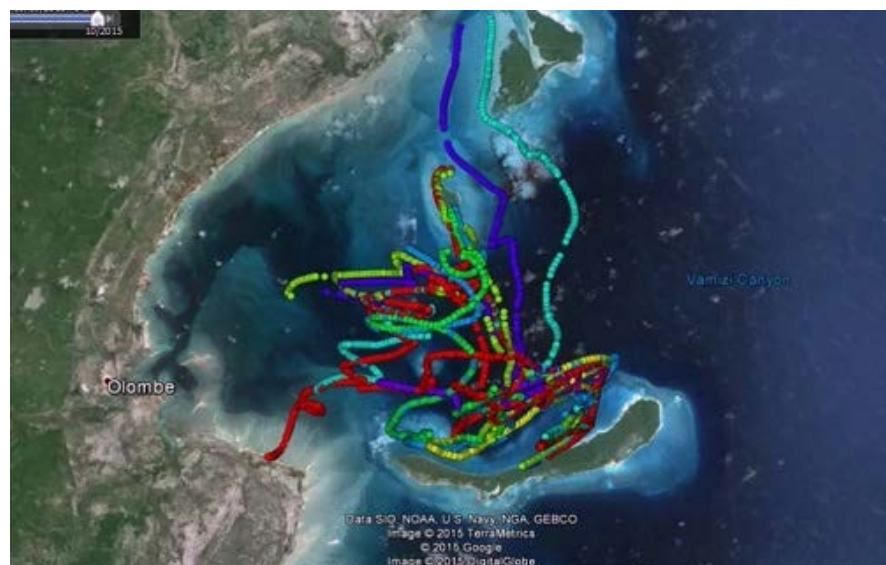 10/2015
Vamizi Canyon
Olombe
Data SIO, NOAA, U.S. Navy, NGA, GEBCO
Image © 2015 TerraMetrics
© 2015 Google
Image © 2015 DigitalGlobe